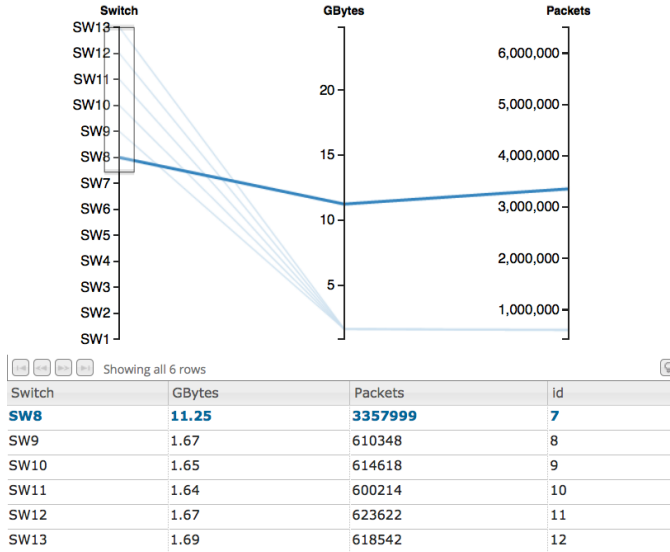 Switch GBytes Packets
SW13
SW12
SW11
SW10
SW9
SW8
SW7
SW6
SW5
SW4
SW3
SW2
SW1
20
15
10
5
6,000,000
5,000,000
4,000,000
3,000,000
2,000,000
1,000,000
Showing all 6 rows
Switch GBytes Packets id
SW8 11.25 3357999 7
SW9 1.67 610348 8
SW10 1.65 614618 9
SW11 1.64 600214 10
SW12 1.67 623622 11
SW13 1.69 618542 12